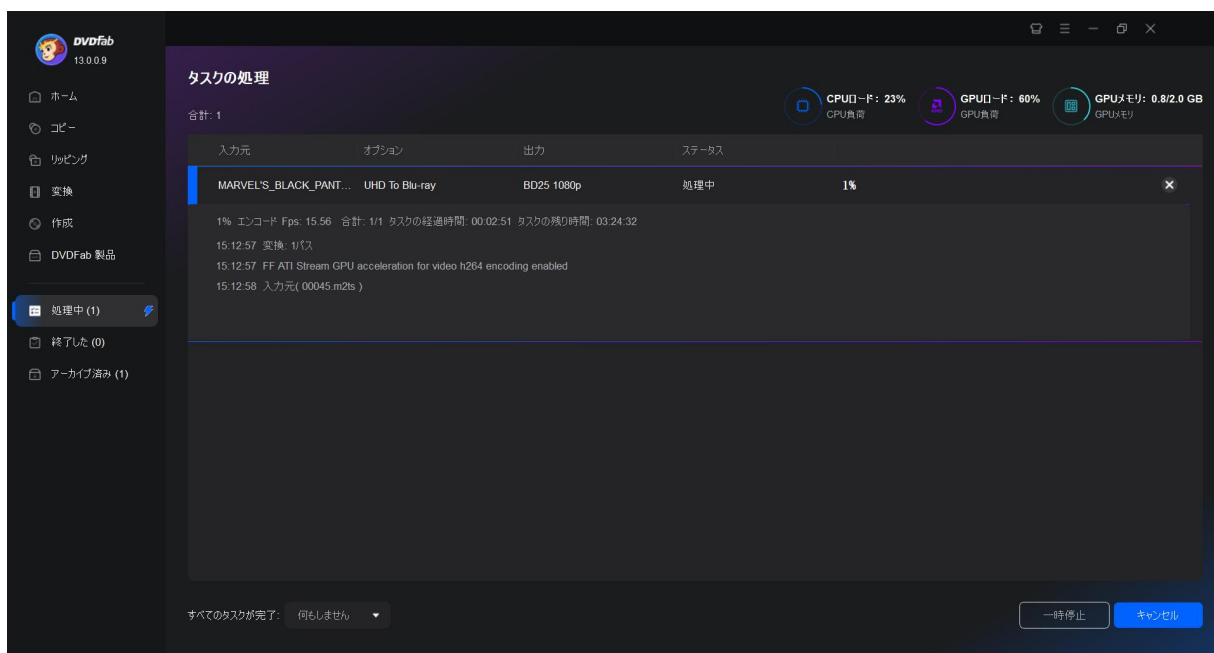 DVDFab
13.0.0.9
ホーム
コピー
リッピング
変換
作成
DVDFab 製品
処理中 (1)
終了した (0)
アーカイブ済み (1)
タスクの処理
合計: 1
CPUロード: 23%
CPU負荷
GPUロード: 60%
GPU負荷
GPUメモリ: 0.8/2.0 GB
GPUメモリ
入力元 オプション 出力 ステータス
MARVEL'S_BLACK_PANT... UHD To Blu-ray BD25 1080p 処理中 1%
1% エンコード Fps: 15.56 合計: 1/1 タスクの経過時間: 00:02:51 タスクの残り時間: 03:24:32
15:12:57 変換: 1パス
15:12:57 FF ATI Stream GPU acceleration for video h264 encoding enabled
15:12:58 入力元( 00045.m2ts )
すべてのタスクが完了: 何もしません
一時停止 キャンセル